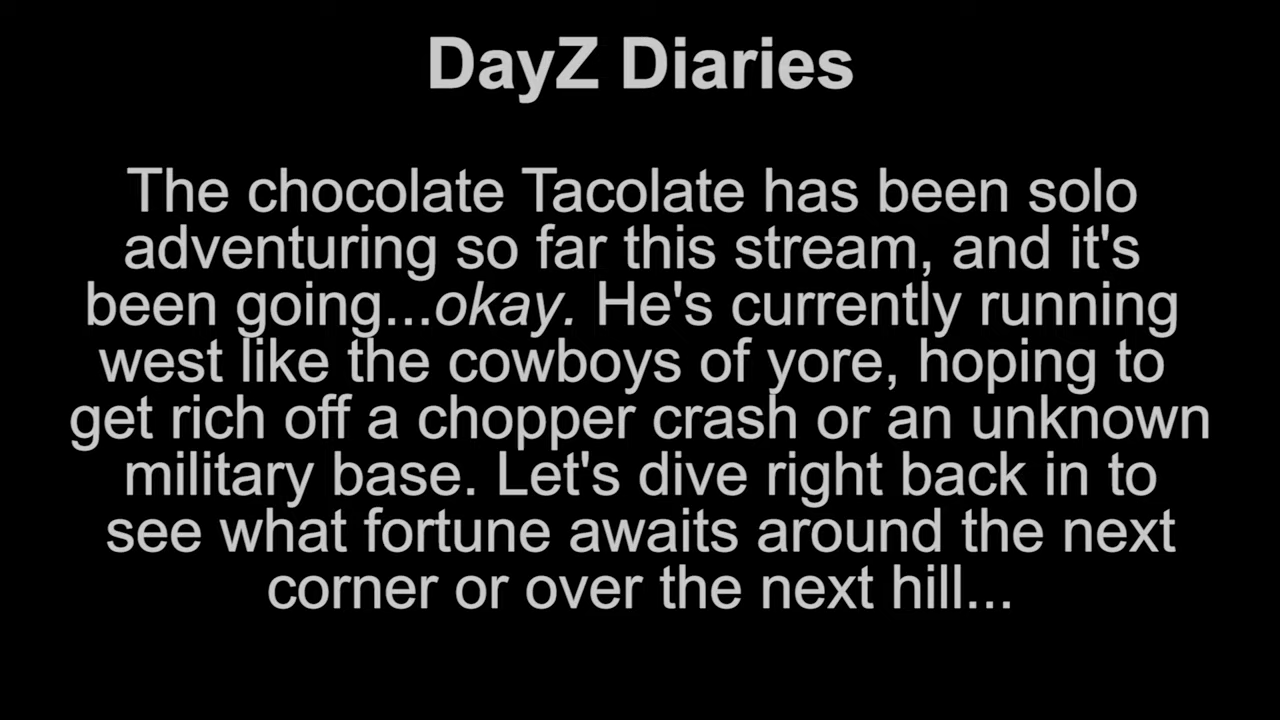 DayZ Diaries
The chocolate Tacolate has been solo
adventuring so far this stream, and it's
been going...okay. He's currently running
west like the cowboys of yore, hoping to
get rich off a chopper crash or an unknown
military base. Let's dive right back in to
see what fortune awaits around the next
corner or over the next hill...